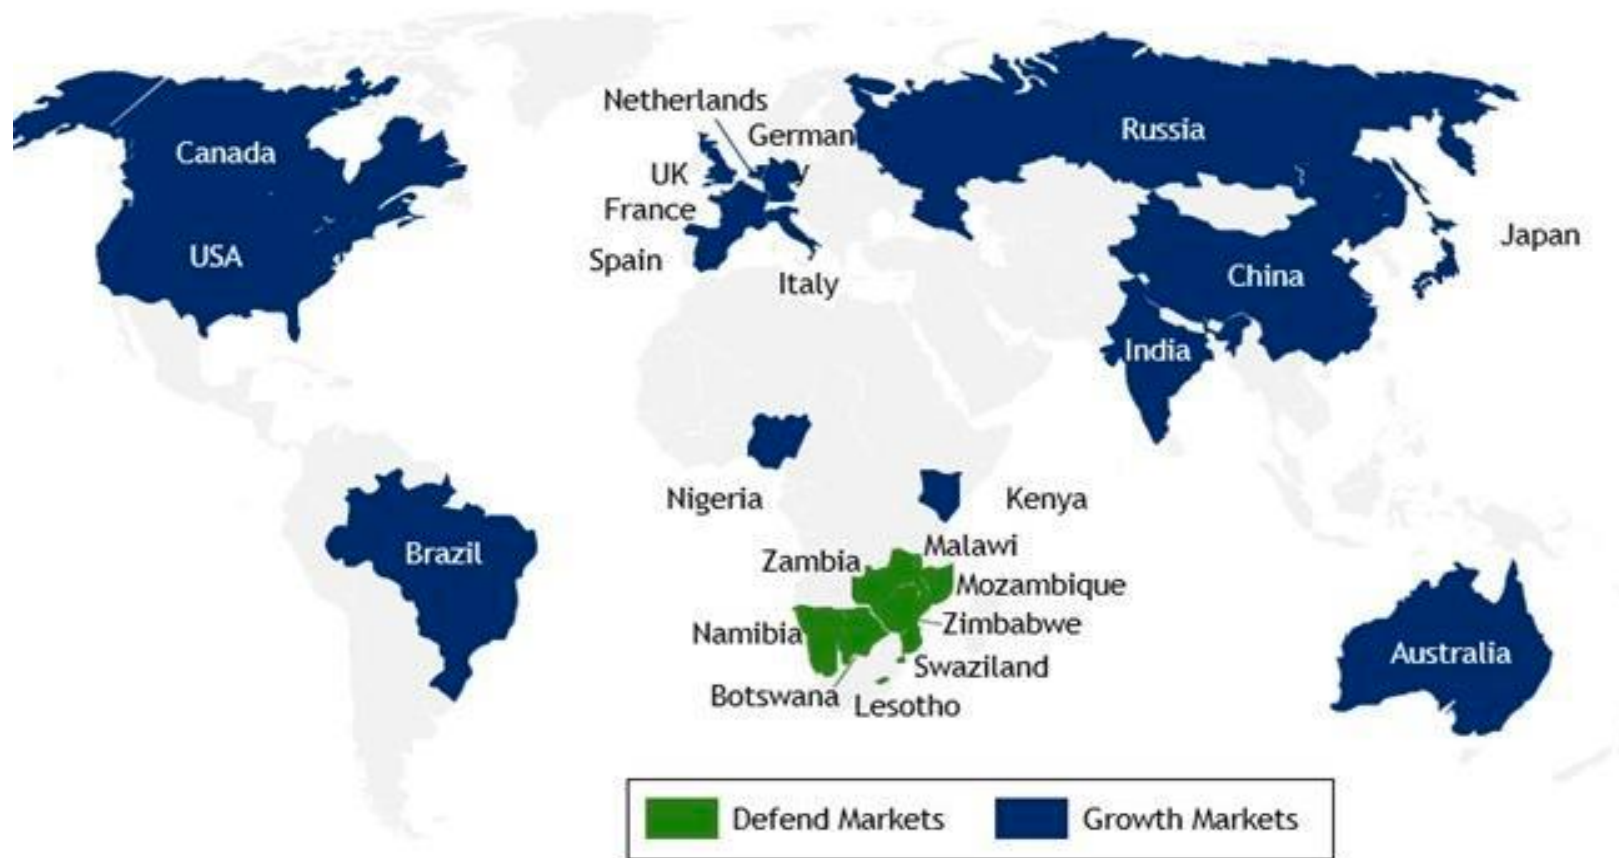 Netherlands
German
y
Canada
Russia
UK
France
USA
Spain
Italy
Japan
China
India
Nigeria
Kenya
Brazil
Zambia
Malawi
Mozambique
Namibia
Zimbabwe
Swaziland
Botswana
Lesotho
Australia
Defend Markets
Growth Markets